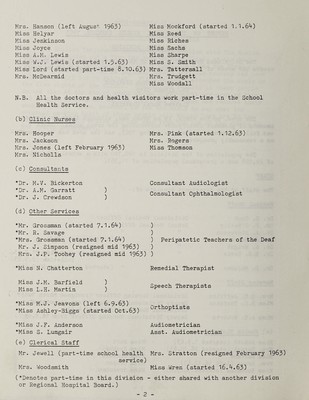 Mrs. Hanson (left August 1963) Miss Mockford (started 1.1.64)
Miss Helyar Miss Reed
Miss Jenkinson Miss Riches
Miss Joyce Miss Sachs
Miss A.M. Lewis Miss Sharpe
Miss W.J. Lewis (started 1.5.63) Miss S. Smith
Miss Lord (started part-time 8.10.63) Mrs. Tattersall
Mrs. McDearmid Mrs. Trudgett
Miss Woodall
N.B. All the doctors and health visitors work part-time in the School
Health Service.
(b) Clinic Nurses
Mrs. Hooper Mrs. Pink (started 1.12.63)
Mrs. Jackson Mrs. Rogers
Mrs. Jones (left February 1963) Miss Thomson
Mrs. Nicholls
(c) Consultants
*Dr. M.V. Bickerton Consultant Audiologist
*Dr. A.M. Garratt )
*Dr. J. Crewdson ) Consultant Ophthalmologist
(d) Other Services
*Mr. Grossman (started 7.1.64) )
*Mr. R. Savage )
*Mrs. Grossman (started 7.1.64) ) Peripatetic Teachers of the Deaf
Mr. J. Simpson (resigned mid 1963) )
Mrs. J.P. Toohey (resigned mid 1963) )
*Miss N. Chatterton Remedial Therapist
Miss J.M. Barfield )
Miss L.H. Martin ) Speech Therapists
*Miss M.J. Jeavons (left 6.9.63)
*Miss Ashley-Biggs (started Oct.63) Orthoptists
*Miss J.F. Anderson Audiometrician
*Miss S. Lungair Asst. Audiometrician
(e) Clerical Staff
Mr. Jewell (part-time school health service) Mrs. Stratton (resigned February 1963)
Mrs. Woodsmith Miss Wren (started 16.4.63)
(*Denotes part-time in this division - either shared with another division
or Regional Hospital Board.)
- 2 -